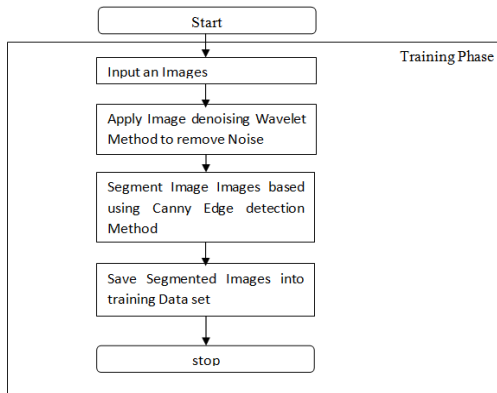 Start
Training Phase
Input an Images
Apply Image denoising Wavelet
Method to remove Noise
Segment Image Images based
using Canny Edge detection
Method
Save Segmented Images into
training Data set
stop